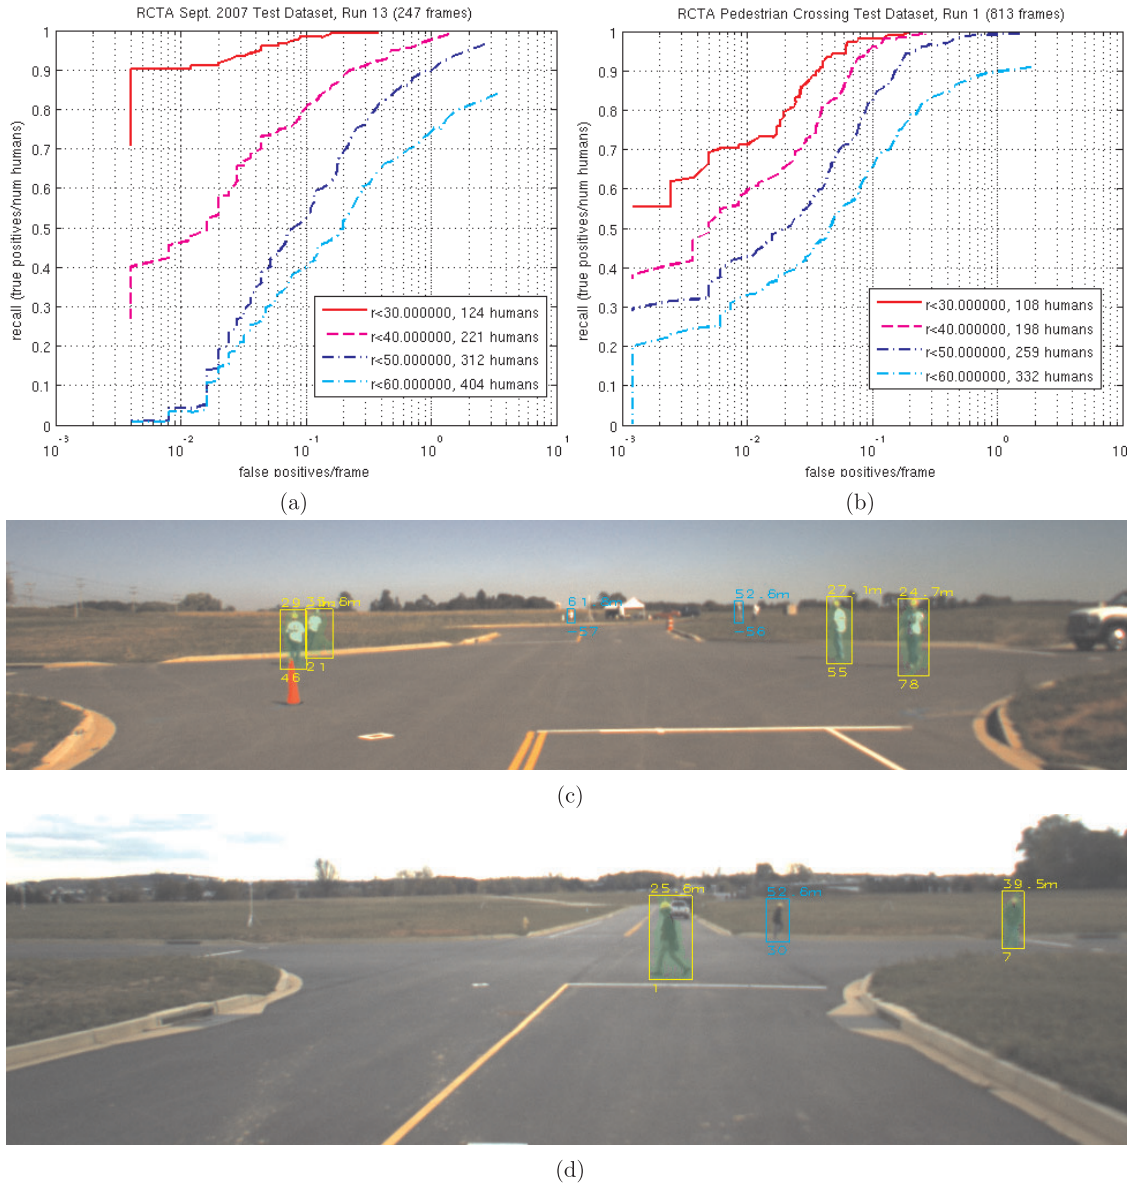 RCTA Sept. 2007 Test Dataset, Run 13 (247 frames)
1
0.9
0.8
0.7
0.6
0.5
0.4
0.3
0.2
0.1
0
recall (true positives/num humans)
r<30.000000, 124 humans
r<40.000000, 221 humans
r<50.000000, 312 humans
r<60.000000, 404 humans
10^-3
10^-2
10^-1
10^0
10^1
false positives/frame
(a)
RCTA Pedestrian Crossing Test Dataset, Run 1 (813 frames)
1
0.9
0.8
0.7
0.6
0.5
0.4
0.3
0.2
0.1
0
recall (true positives/num humans)
r<30.000000, 108 humans
r<40.000000, 198 humans
r<50.000000, 259 humans
r<60.000000, 332 humans
10^-3
10^-2
10^-1
10^0
10^1
false positives/frame
(b)
52.6m
27.1m
24.7m
21
46
55
78
(c)
25.6m
52.6m
39.5m
30
7
1
(d)